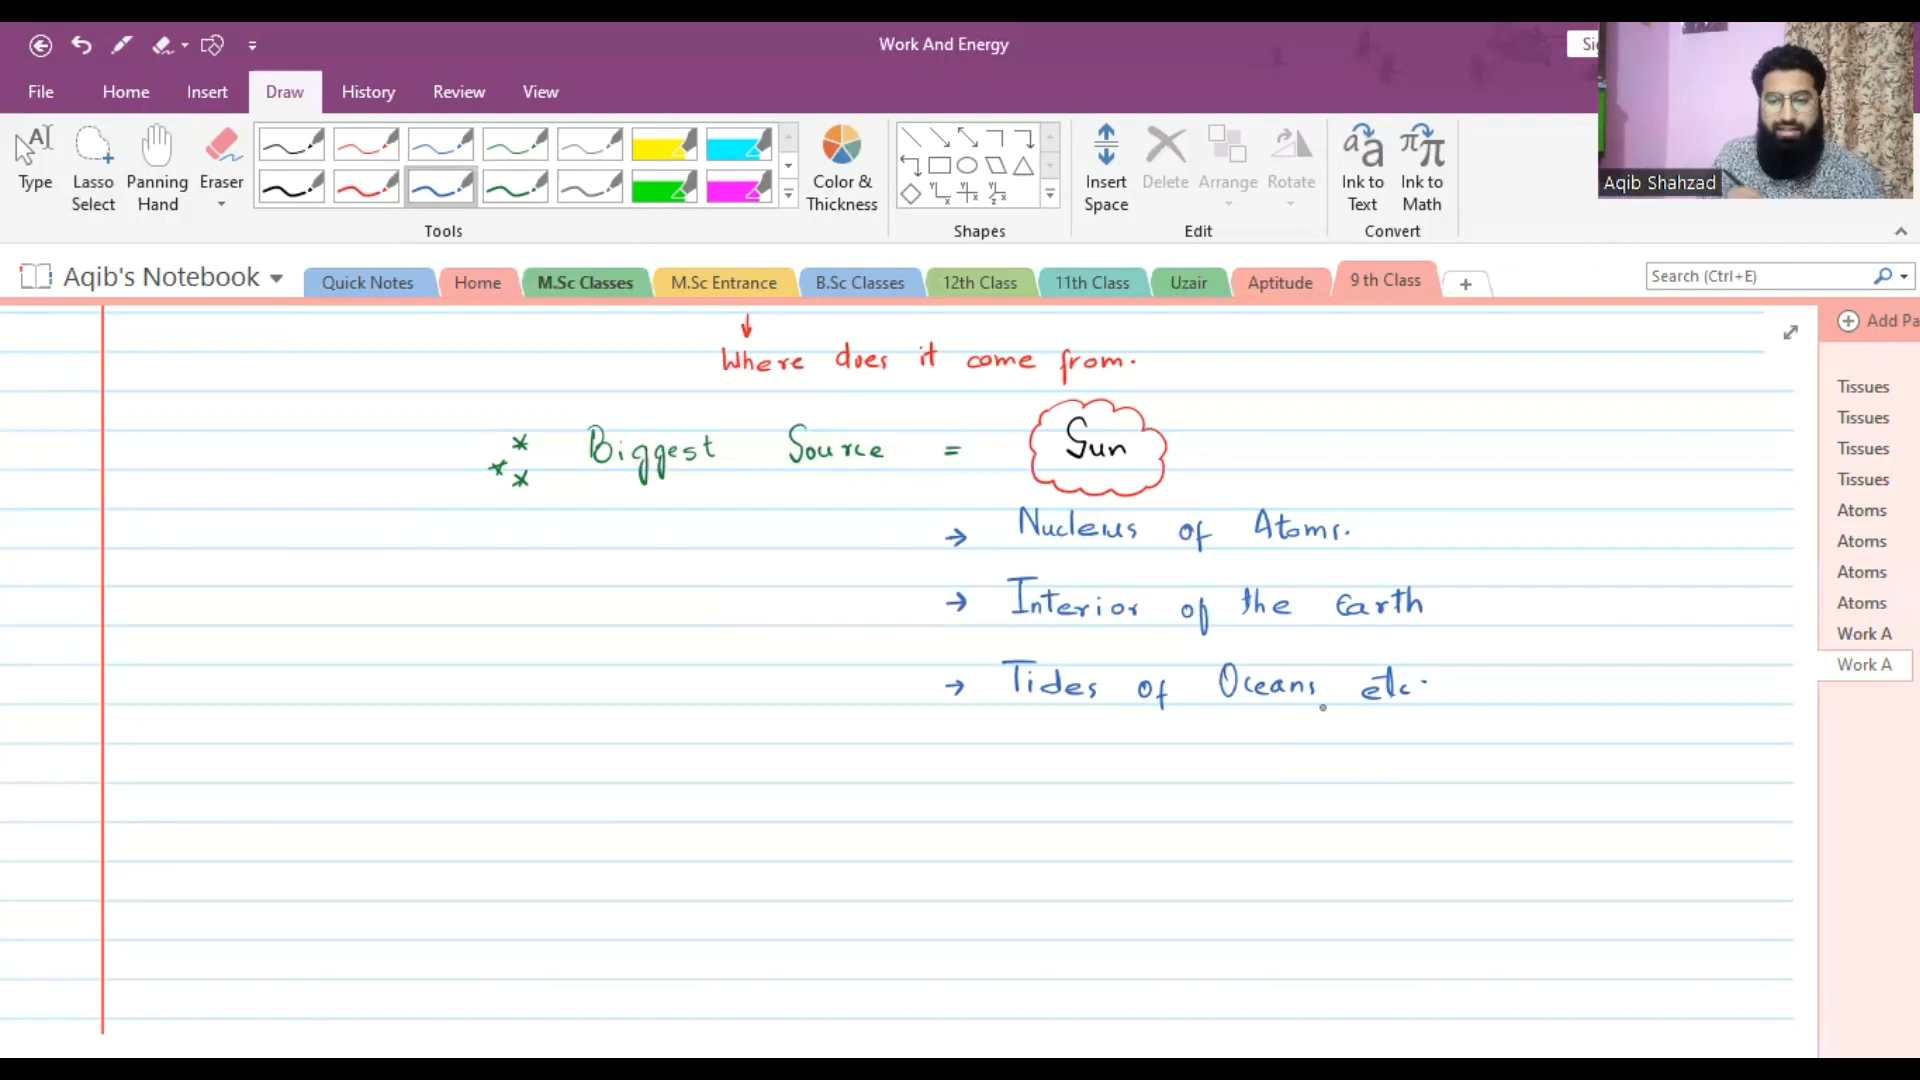 Work And Energy
File Home Insert Draw History Review View
Aqib Shahzad
Type
Lasso Select
Panning Hand
Eraser
Color & Thickness
Insert Space
Delete
Arrange
Rotate
Ink to Text
Ink to Math
Tools
Shapes
Edit
Convert
Aqib's Notebook
Quick Notes
Home
M.Sc Classes
M.Sc Entrance
B.Sc Classes
12th Class
11th Class
Uzair
Aptitude
9 th Class
Search (Ctrl+E)
Add Pa
Where does it come from.
Biggest Source = Sun
→ Nucleus of Atoms.
→ Interior of the Earth
→ Tides of Oceans etc.
Tissues
Tissues
Tissues
Tissues
Atoms
Atoms
Atoms
Atoms
Work A
Work A